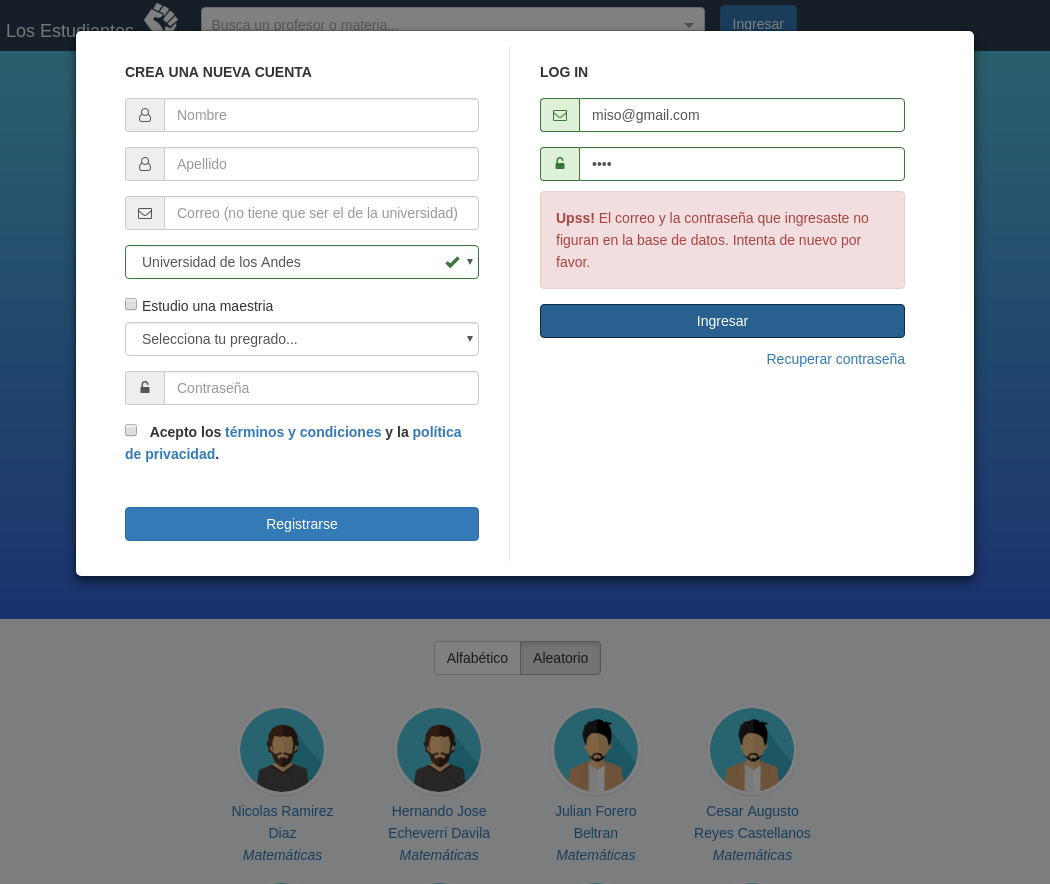 Los Estudiantes
Busca un profesor o materia...
Ingresar
CREA UNA NUEVA CUENTA
Nombre
Apellido
Correo (no tiene que ser el de la universidad)
Universidad de los Andes
Estudio una maestria
Selecciona tu pregrado...
Contraseña
Acepto los términos y condiciones y la política
de privacidad.
Registrarse
LOG IN
miso@gmail.com
••••
Upss! El correo y la contraseña que ingresaste no
figuran en la base de datos. Intenta de nuevo por
favor.
Ingresar
Recuperar contraseña
Alfabético
Aleatorio
Nicolas Ramirez
Diaz
Matemáticas
Hernando Jose
Echeverri Davila
Matemáticas
Julian Forero
Beltran
Matemáticas
Cesar Augusto
Reyes Castellanos
Matemáticas